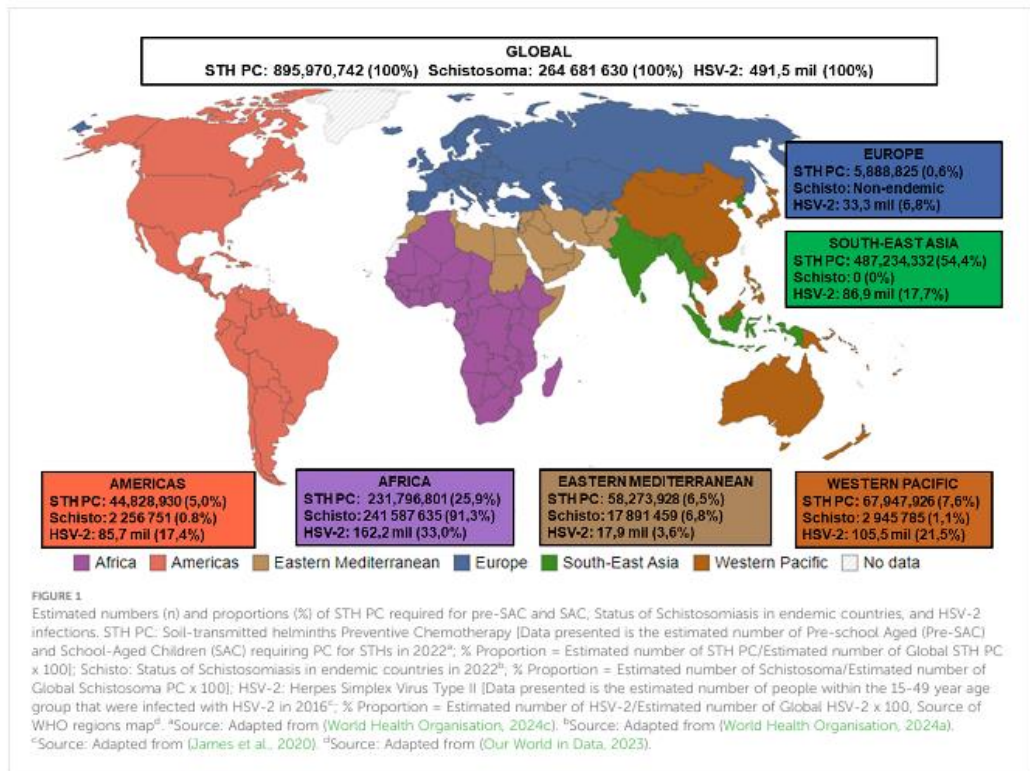 GLOBAL
STH PC: 895,970,742 (100%) Schistosoma: 264 681 630 (100%) HSV-2: 491,5 mil (100%)
EUROPE
STH PC: 5,888,825 (0,6%)
Schisto: Non-endemic
HSV-2: 33,3 mil (6,8%)
SOUTH-EAST ASIA
STH PC: 487,234,332 (54,4%)
Schisto: 0 (0%)
HSV-2: 86,9 mil (17,7%)
AMERICAS
STH PC: 44,828,930 (5,0%)
Schisto: 2 256 751 (0.8%)
HSV-2: 85,7 mil (17,4%)
AFRICA
STH PC: 231,796,801 (25,9%)
Schisto: 241 587 635 (91,3%)
HSV-2: 162,2 mil (33,0%)
EASTERN MEDITERRANEAN
STH PC: 58,273,928 (6,5%)
Schisto: 17 891 459 (6,8%)
HSV-2: 17,9 mil (3,6%)
WESTERN PACIFIC
STH PC: 67,947,926 (7,6%)
Schisto: 2 945 785 (1,1%)
HSV-2: 105,5 mil (21,5%)
Africa Americas Eastern Mediterranean Europe South-East Asia Western Pacific No data
FIGURE 1
Estimated numbers (n) and proportions (%) of STH PC required for pre-SAC and SAC, Status of Schistosomiasis in endemic countries, and HSV-2
infections. STH PC: Soil-transmitted helminths Preventive Chemotherapy [Data presented is the estimated number of Pre-school Aged (Pre-SAC)
and School-Aged Children (SAC) requiring PC for STHs in 2022ᵃ; % Proportion = Estimated number of STH PC/Estimated number of Global STH PC
x 100]; Schisto: Status of Schistosomiasis in endemic countries in 2022ᵇ, % Proportion = Estimated number of Schistosoma/Estimated number of
Global Schistosoma PC x 100]; HSV-2: Herpes Simplex Virus Type II [Data presented is the estimated number of people within the 15-49 year age
group that were infected with HSV-2 in 2016ᶜ; % Proportion = Estimated number of HSV-2/Estimated number of Global HSV-2 x 100, Source of
WHO regions mapᵈ. ᵃSource: Adapted from (World Health Organisation, 2024c). ᵇSource: Adapted from (World Health Organisation, 2024a).
ᶜSource: Adapted from (James et al., 2020). ᵈSource: Adapted from (Our World in Data, 2023).